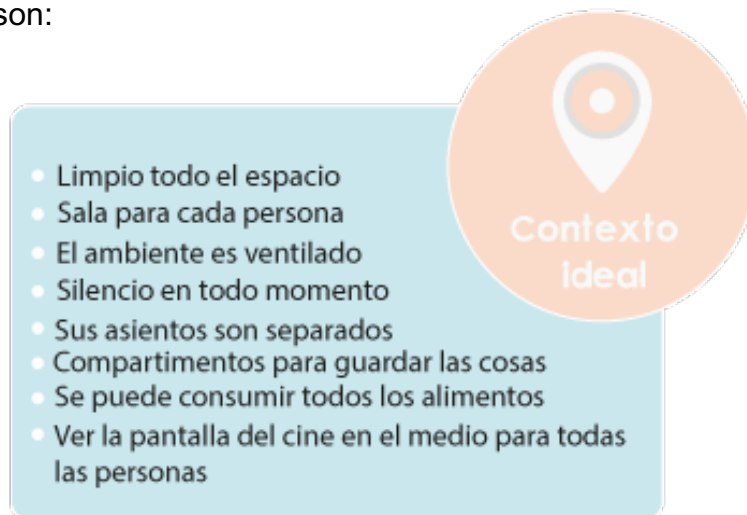 son:
Contexto
ideal
Limpio todo el espacio
Sala para cada persona
El ambiente es ventilado
Silencio en todo momento
Sus asientos son separados
Compartimentos para guardar las cosas
Se puede consumir todos los alimentos
Ver la pantalla del cine en el medio para todas
las personas